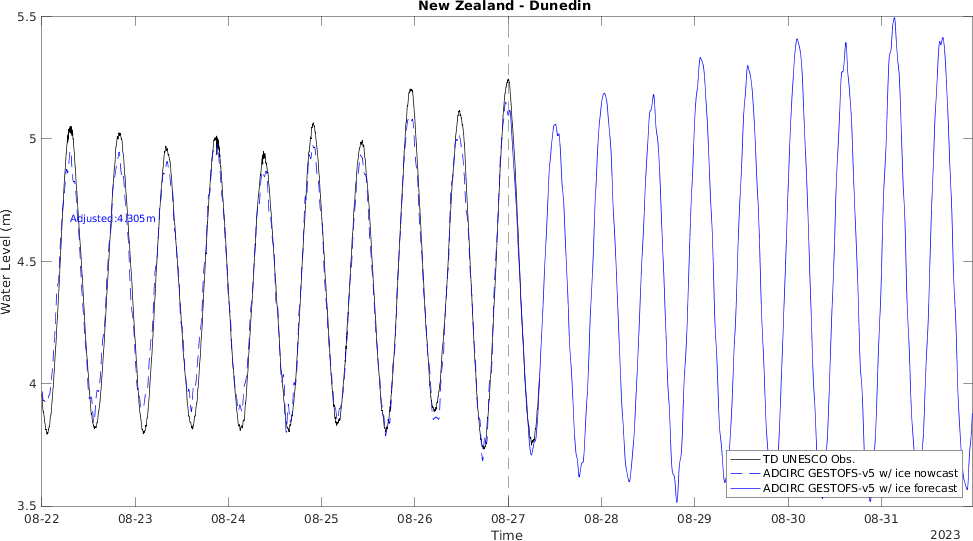 New Zealand - Dunedin
5.5
5
4.5
4
3.5
Water Level (m)
Adjusted:4.305m
TD UNESCO Obs.
ADCIRC GESTOFS-v5 w/ ice nowcast
ADCIRC GESTOFS-v5 w/ ice forecast
08-22 08-23 08-24 08-25 08-26 08-27 08-28 08-29 08-30 08-31
Time
2023